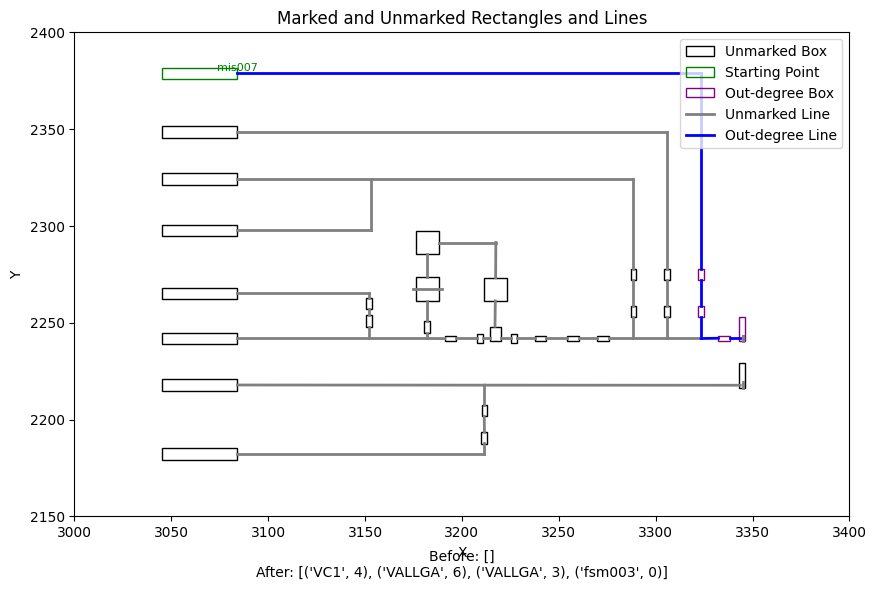 Marked and Unmarked Rectangles and Lines
2400
2350
2300
2250
2200
2150
Y
mis007
Unmarked Box
Starting Point
Out-degree Box
Unmarked Line
Out-degree Line
3000
3050
3100
3150
3200
3250
3300
3350
3400
X
Before: []
After: [('VC1', 4), ('VALLGA', 6), ('VALLGA', 3), ('fsm003', 0)]